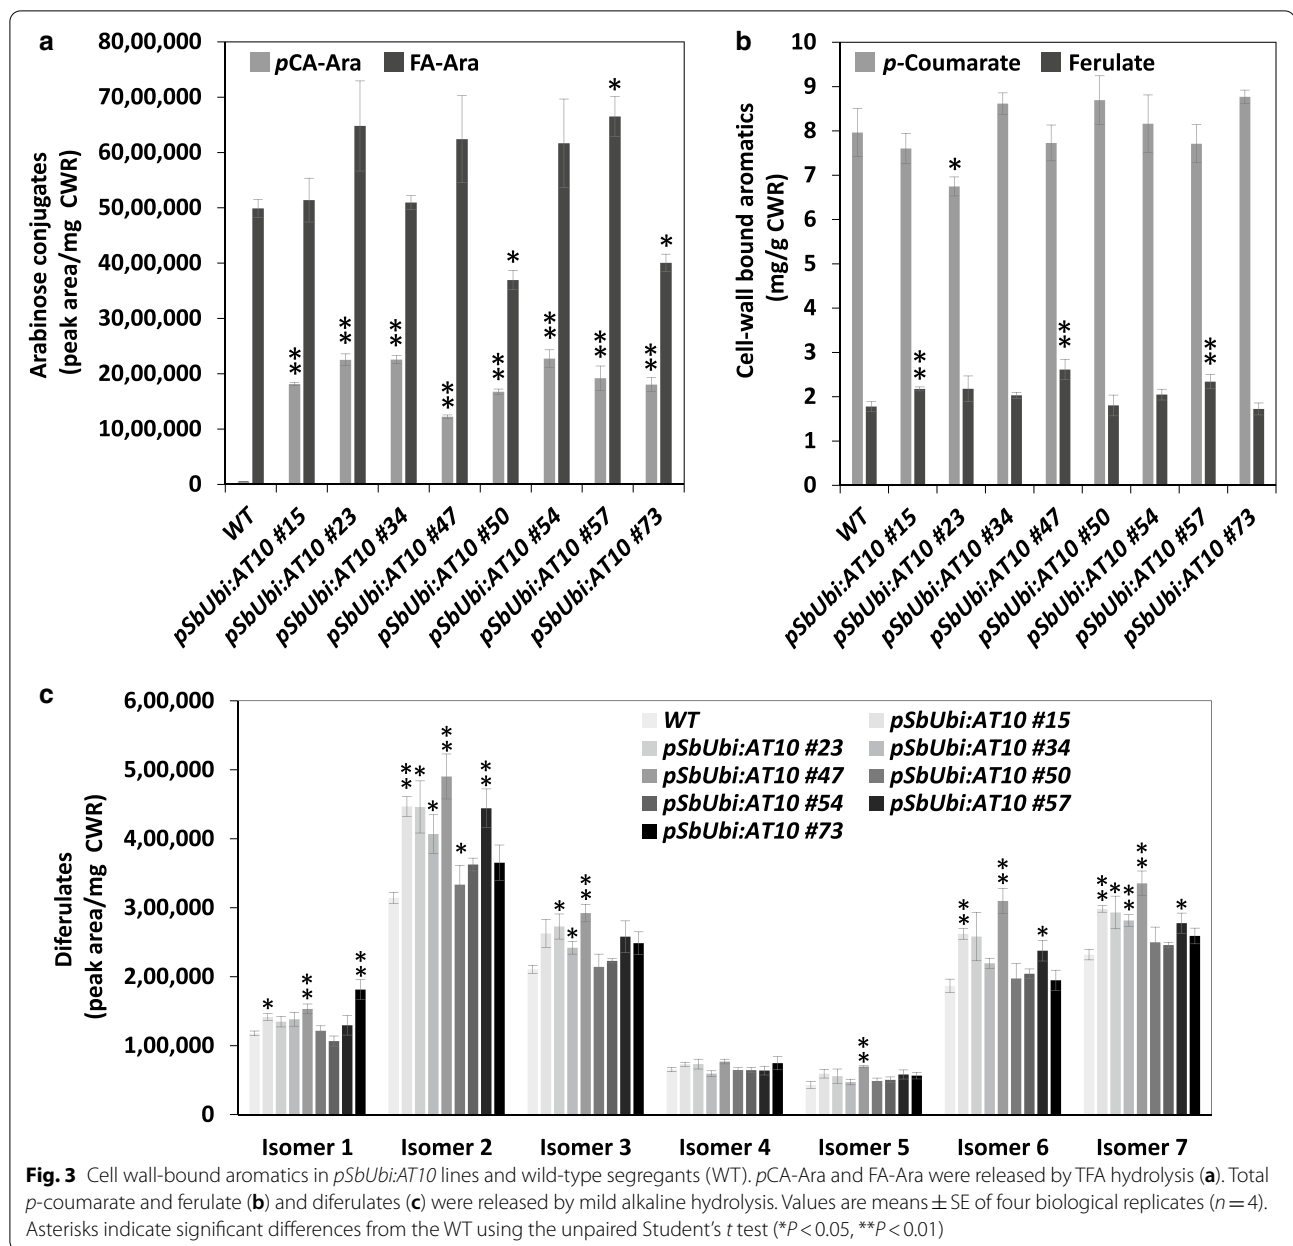 a
80,00,000
70,00,000
60,00,000
50,00,000
40,00,000
30,00,000
20,00,000
10,00,000
0
Arabinose conjugates
(peak area/mg CWR)
pCA-Ara FA-Ara
**
**
**
**
*
**
**
*
**
*
**
WT
pSbUbi:AT10 #15
pSbUbi:AT10 #23
pSbUbi:AT10 #34
pSbUbi:AT10 #47
pSbUbi:AT10 #50
pSbUbi:AT10 #54
pSbUbi:AT10 #57
pSbUbi:AT10 #73
b
10
9
8
7
6
5
4
3
2
1
0
Cell-wall bound aromatics
(mg/g CWR)
p-Coumarate Ferulate
**
*
**
**
WT
pSbUbi:AT10 #15
pSbUbi:AT10 #23
pSbUbi:AT10 #34
pSbUbi:AT10 #47
pSbUbi:AT10 #50
pSbUbi:AT10 #54
pSbUbi:AT10 #57
pSbUbi:AT10 #73
c
6,00,000
5,00,000
4,00,000
3,00,000
2,00,000
1,00,000
0
Diferulates
(peak area/mg CWR)
WT pSbUbi:AT10 #15
pSbUbi:AT10 #23 pSbUbi:AT10 #34
pSbUbi:AT10 #47 pSbUbi:AT10 #50
pSbUbi:AT10 #54 pSbUbi:AT10 #57
pSbUbi:AT10 #73
* ** **
** * * ** * **
* * **
**
** ** *
** * ** ** *
Isomer 1 Isomer 2 Isomer 3 Isomer 4 Isomer 5 Isomer 6 Isomer 7
Fig. 3 Cell wall-bound aromatics in pSbUbi:AT10 lines and wild-type segregants (WT). pCA-Ara and FA-Ara were released by TFA hydrolysis (a). Total
p-coumarate and ferulate (b) and diferulates (c) were released by mild alkaline hydrolysis. Values are means ± SE of four biological replicates (n = 4).
Asterisks indicate significant differences from the WT using the unpaired Student's t test (*P < 0.05, **P < 0.01)